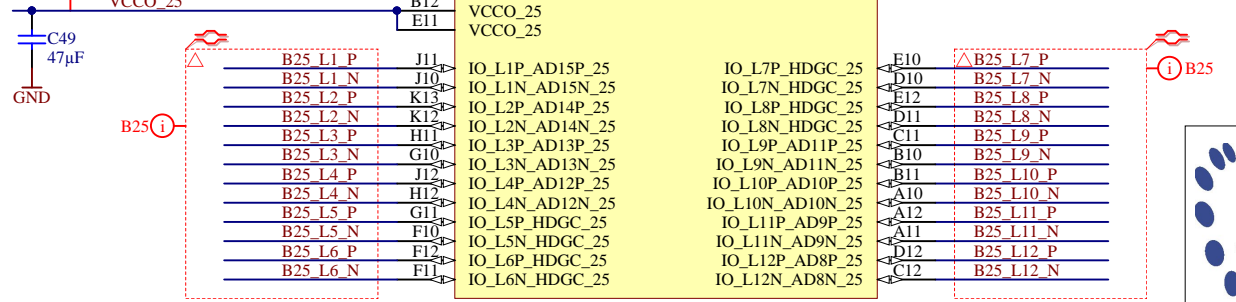 VCCO_25
B12
VCCO_25
E11
VCCO_25
C49
47µF
GND
B25_L1_P J11 IO_L1P_AD15P_25 IO_L7P_HDGC_25 E10 B25_L7_P
B25_L1_N J10 IO_L1N_AD15N_25 IO_L7N_HDGC_25 D10 B25_L7_N
B25
B25_L2_P K13 IO_L2P_AD14P_25 IO_L8P_HDGC_25 E12 B25_L8_P
B25_L2_N K12 IO_L2N_AD14N_25 IO_L8N_HDGC_25 D11 B25_L8_N
B25
B25_L3_P H11 IO_L3P_AD13P_25 IO_L9P_AD11P_25 C11 B25_L9_P
B25_L3_N G10 IO_L3N_AD13N_25 IO_L9N_AD11N_25 B10 B25_L9_N
B25_L4_P J12 IO_L4P_AD12P_25 IO_L10P_AD10P_25 B11 B25_L10_P
B25_L4_N H12 IO_L4N_AD12N_25 IO_L10N_AD10N_25 A10 B25_L10_N
B25_L5_P G11 IO_L5P_HDGC_25 IO_L11P_AD9P_25 A12 B25_L11_P
B25_L5_N F10 IO_L5N_HDGC_25 IO_L11N_AD9N_25 A11 B25_L11_N
B25_L6_P F12 IO_L6P_HDGC_25 IO_L12P_AD8P_25 D12 B25_L12_P
B25_L6_N F11 IO_L6N_HDGC_25 IO_L12N_AD8N_25 C12 B25_L12_N